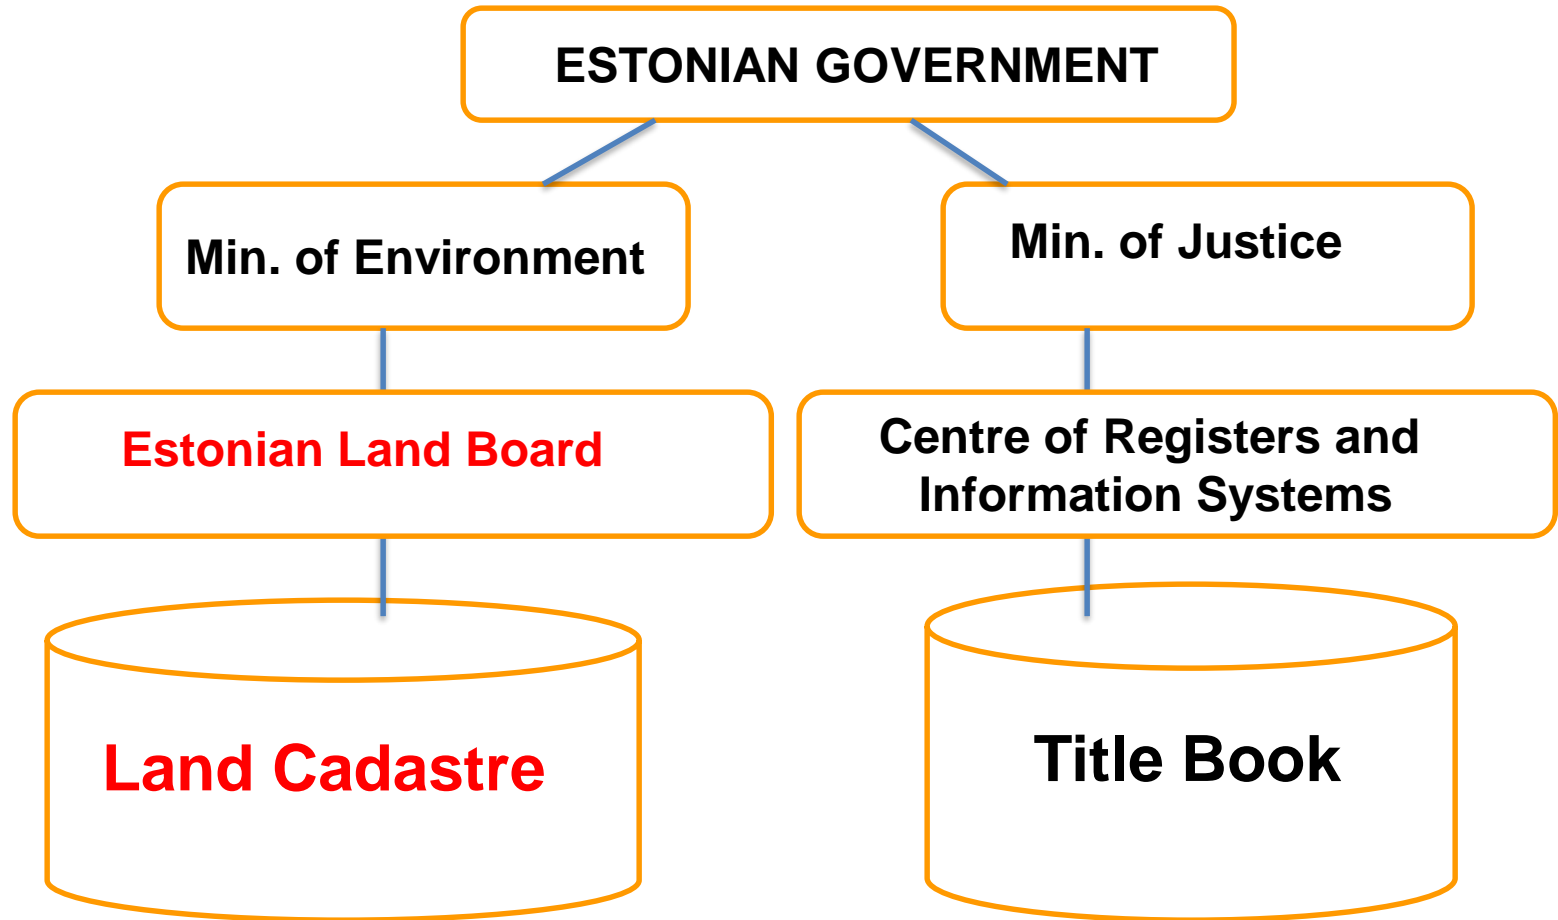 ESTONIAN GOVERNMENT
Min. of Environment
Min. of Justice
Estonian Land Board
Centre of Registers and
Information Systems
Land Cadastre
Title Book